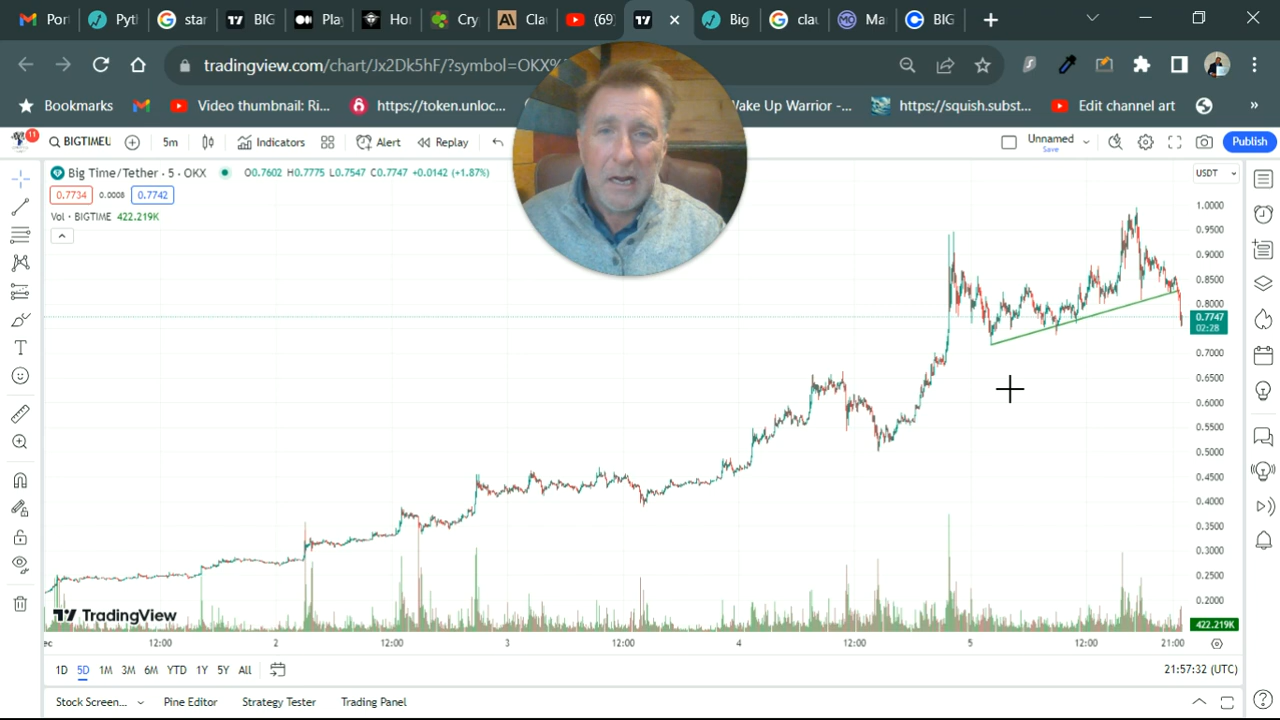 Por
Pyt
star
BIG
Pla
Ho
Cry
Cla
(69
Big
clau
Ma
BIG
tradingview.com/chart/Jx2Dk5hF/?symbol=OKX%
Bookmarks
Video thumbnail: Ri...
https://token.unloc...
Wake Up Warrior -...
https://squish.subst...
Edit channel art
»
11
BIGTIMEU
5m
Indicators
Alert
Replay
Unnamed
Save
Publish
Big Time/Tether · 5 · OKX
O0.7602 H0.7775 L0.7547 C0.7747 +0.0142 (+1.87%)
0.7734 0.0008 0.7742
Vol · BIGTIME 422.219K
USDT
1.0000
0.9500
0.9000
0.8500
0.8000
0.7747
02:28
0.7000
0.6500
0.6000
0.5500
0.5000
0.4500
0.4000
0.3500
0.3000
0.2500
0.2000
422.219K
TradingView
ec 12:00 2 12:00 3 12:00 4 12:00 5 12:00 21:00
1D 5D 1M 3M 6M YTD 1Y 5Y All
21:57:32 (UTC)
Stock Screen... Pine Editor Strategy Tester Trading Panel